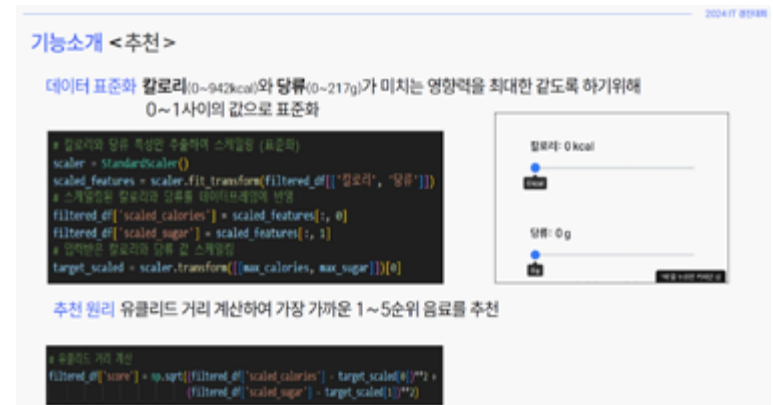 2024 IT 경진대회
기능소개 <추천>
데이터 표준화 칼로리(0~942kcal)와 당류(0~217g)가 미치는 영향력을 최대한 같도록 하기위해
0~1사이의 값으로 표준화
# 칼로리와 당류 특성만 추출하여 스케일링 (표준화)
scaler = StandardScaler()
scaled_features = scaler.fit_transform(filtered_df[['칼로리', '당류']])
# 스케일링된 칼로리와 당류를 데이터프레임에 반영
filtered_df['scaled_calories'] = scaled_features[:, 0]
filtered_df['scaled_sugar'] = scaled_features[:, 1]
# 입력받은 칼로리와 당류 값 스케일링
target_scaled = scaler.transform([[max_calories, max_sugar]])[0]
칼로리: 0 kcal
0 kcal
당류: 0 g
0 g
추천 원리 유클리드 거리 계산하여 가장 가까운 1~5순위 음료를 추천
# 유클리드 거리 계산
filtered_df['score'] = np.sqrt((filtered_df['scaled_calories'] - target_scaled[0])**2 +
(filtered_df['scaled_sugar'] - target_scaled[1])**2)